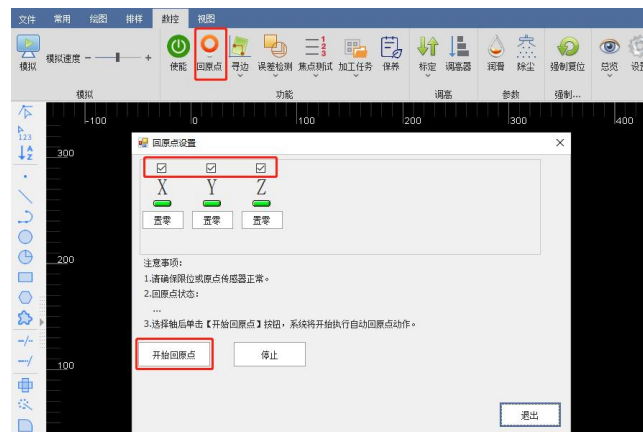 文件 常用 绘图 排样 数控 视图
模拟 模拟速度 - + 使能 回原点 寻边 误差检测 焦点测试 加工任务 保养 标定 调高器 润滑 除尘 强制复位 总览 设置
模拟 功能 调高 参数 强制...
-100 0 100 200 300 400
123
A
Z
300
200
100
回原点设置
X Y Z
置零 置零 置零
注意事项:
1.请确保限位或原点传感器正常。
2.回原点状态:
...
3.选择轴后单击【开始回原点】按钮，系统将开始执行自动回原点动作。
开始回原点 停止
退出